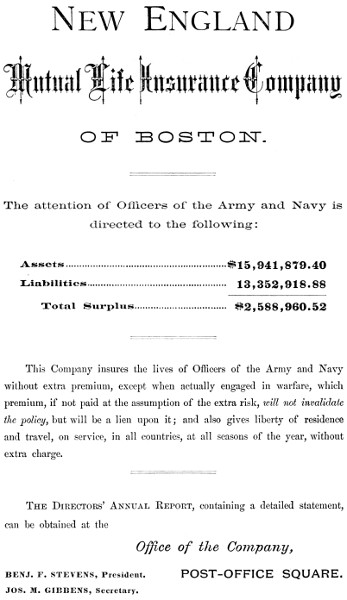 NEW ENGLAND
Mutual Life Insurance Company
OF BOSTON.
The attention of Officers of the Army and Navy is
directed to the following:
Assets........................................................$15,941,879.40
Liabilities.................................................. 13,352,918.88
Total Surplus................................$2,588,960.52
This Company insures the lives of Officers of the Army and Navy
without extra premium, except when actually engaged in warfare, which
premium, if not paid at the assumption of the extra risk, will not invalidate
the policy, but will be a lien upon it; and also gives liberty of residence
and travel, on service, in all countries, at all seasons of the year, without
extra charge.
THE DIRECTORS' ANNUAL REPORT, containing a detailed statement,
can be obtained at the
Office of the Company,
BENJ. F. STEVENS, President. POST-OFFICE SQUARE.
JOS. M. GIBBENS, Secretary.